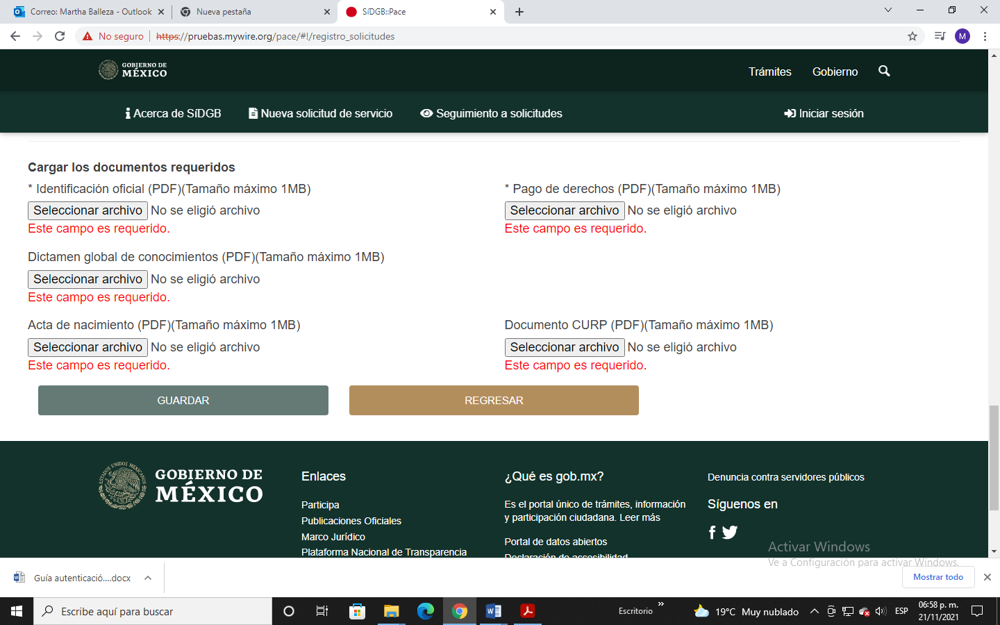 Correo: Martha Balleza - Outlook
Nueva pestaña
SíDGB::Pace
No seguro
https://pruebas.mywire.org/pace/#!/registro_solicitudes
M
GOBIERNO DE
MÉXICO
Trámites
Gobierno
Acerca de SíDGB
Nueva solicitud de servicio
Seguimiento a solicitudes
Iniciar sesión
Cargar los documentos requeridos
* Identificación oficial (PDF)(Tamaño máximo 1MB)
Seleccionar archivo No se eligió archivo
Este campo es requerido.
* Pago de derechos (PDF)(Tamaño máximo 1MB)
Seleccionar archivo No se eligió archivo
Este campo es requerido.
Dictamen global de conocimientos (PDF)(Tamaño máximo 1MB)
Seleccionar archivo No se eligió archivo
Este campo es requerido.
Acta de nacimiento (PDF)(Tamaño máximo 1MB)
Seleccionar archivo No se eligió archivo
Este campo es requerido.
Documento CURP (PDF)(Tamaño máximo 1MB)
Seleccionar archivo No se eligió archivo
Este campo es requerido.
GUARDAR
REGRESAR
ESTADOS UNIDOS MEXICANOS
GOBIERNO DE
MÉXICO
Enlaces
Participa
Publicaciones Oficiales
Marco Jurídico
Plataforma Nacional de Transparencia
¿Qué es gob.mx?
Es el portal único de trámites, información
y participación ciudadana. Leer más
Portal de datos abiertos
Declaración de accesibilidad
Denuncia contra servidores públicos
Síguenos en
Activar Windows
Ve a Configuración para activar Windows.
Guía autenticació....docx
Mostrar todo
Escribe aquí para buscar
Escritorio
19°C Muy nublado
ESP
06:58 p. m.
21/11/2021